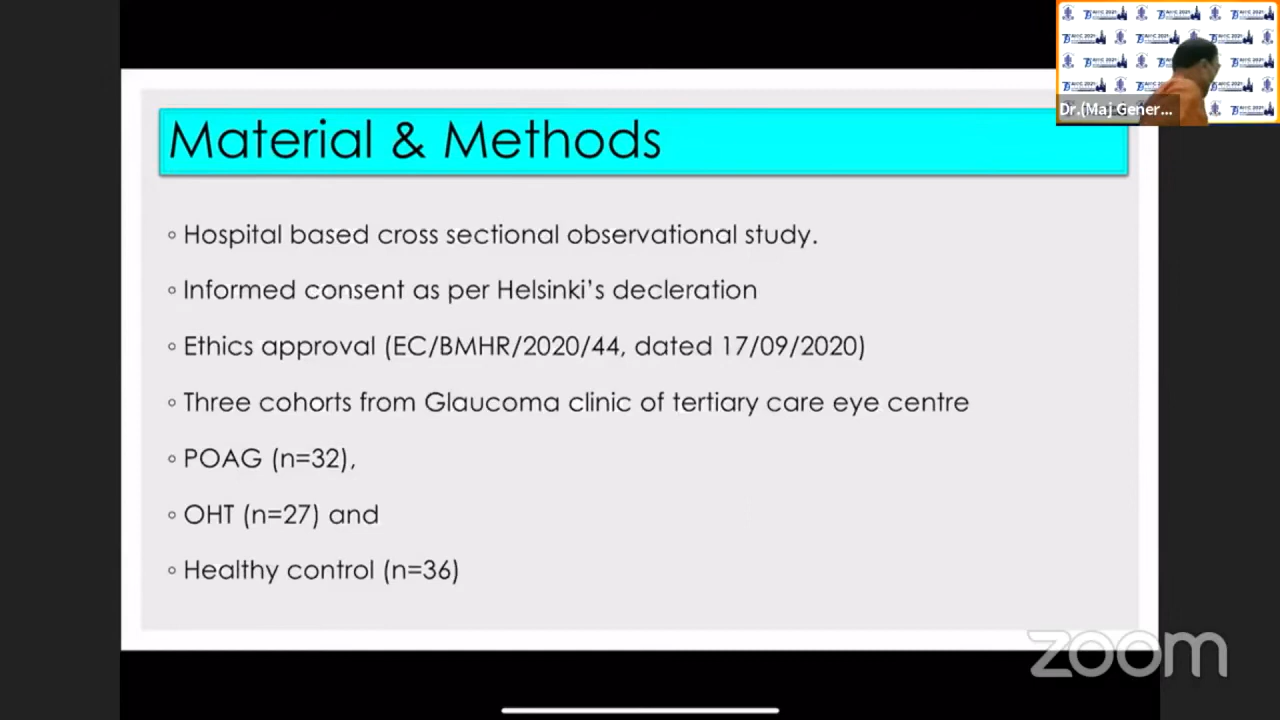 Material & Methods
Hospital based cross sectional observational study.
Informed consent as per Helsinki's decleration
Ethics approval (EC/BMHR/2020/44, dated 17/09/2020)
Three cohorts from Glaucoma clinic of tertiary care eye centre
POAG (n=32),
OHT (n=27) and
Healthy control (n=36)
Dr.(Maj Gener...
zoom